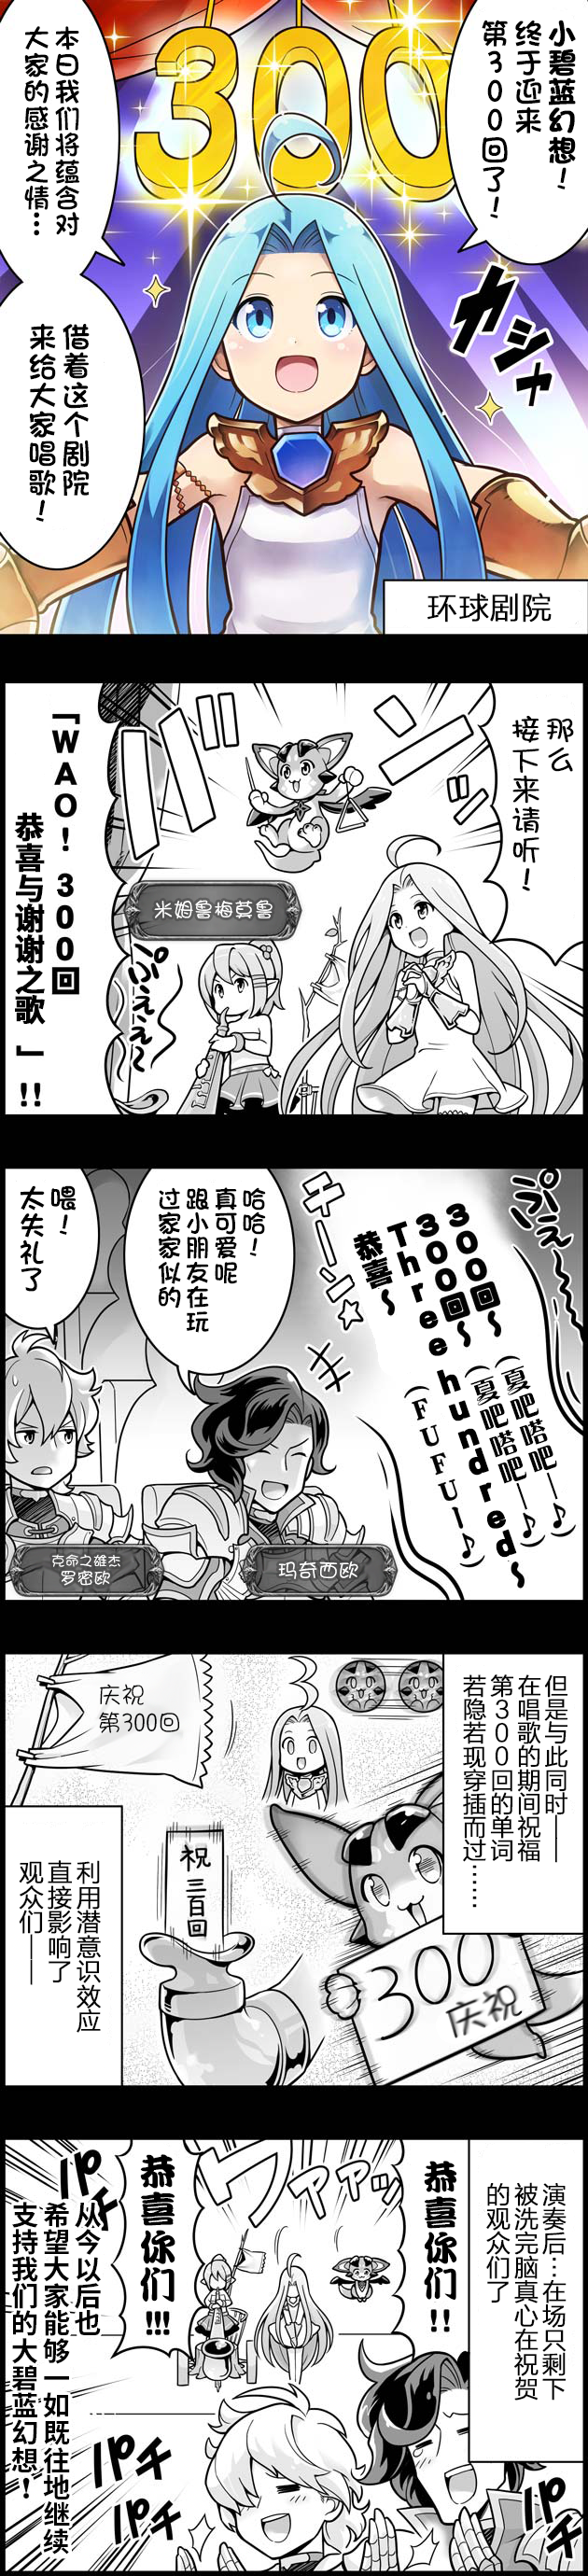 300
小碧蓝幻想！
终于迎来
第300回了！
本日我们将蕴含对
大家的感谢之情…
カシャ
借着这个剧院
来给大家唱歌！
环球剧院
那么
接下来请听！
バーン
米姆鲁梅莫鲁
ぷええ～
「WAO！300回
恭喜与谢谢之歌 」!!
ぷえー
300回～(夏吧嗒吧—♪)
300回～(夏吧嗒吧—♪)
Three hundred～
恭喜～(FUFU!♪)
チーン☆
哈哈！
真可爱呢
跟小朋友在玩
过家家似的
喂！
太失礼了
玛奇西欧
克命之雄杰
罗密欧
但是与此同时——
在唱歌的期间祝福
第300回的单词
若隐若现穿插而过……
庆祝
第300回
祝
三百回
300
庆祝
利用潜意识效应
直接影响了
观众们——
演奏后…在场只剩下
被洗完脑真心在祝贺
的观众们了
恭喜你们!!
ワアアッ
恭喜你们!!!
パチ
从今以后也
希望大家能够一如既往地继续
支持我们的大碧蓝幻想！
パチ
パチ
パチ